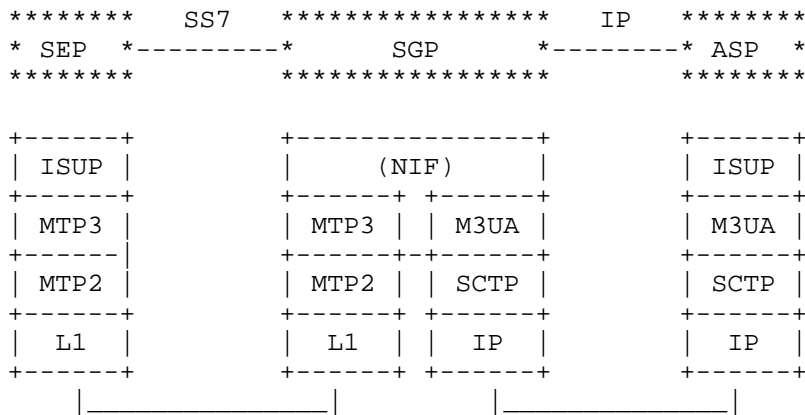 ********   SS7   *****************   IP   ********
* SEP  *---------*      SGP      *--------* ASP  *
********         *****************        ********
+------+         +---------------+        +------+
| ISUP |         |     (NIF)     |        | ISUP |
+------+         +------+ +------+        +------+
| MTP3 |         | MTP3 | | M3UA |        | M3UA |
+------|         +------+-+------+        +------+
| MTP2 |         | MTP2 | | SCTP |        | SCTP |
+------+         +------+ +------+        +------+
|  L1  |         |  L1  | |  IP  |        |  IP  |
+------+         +------+ +------+        +------+
    |_______________|         |______________|